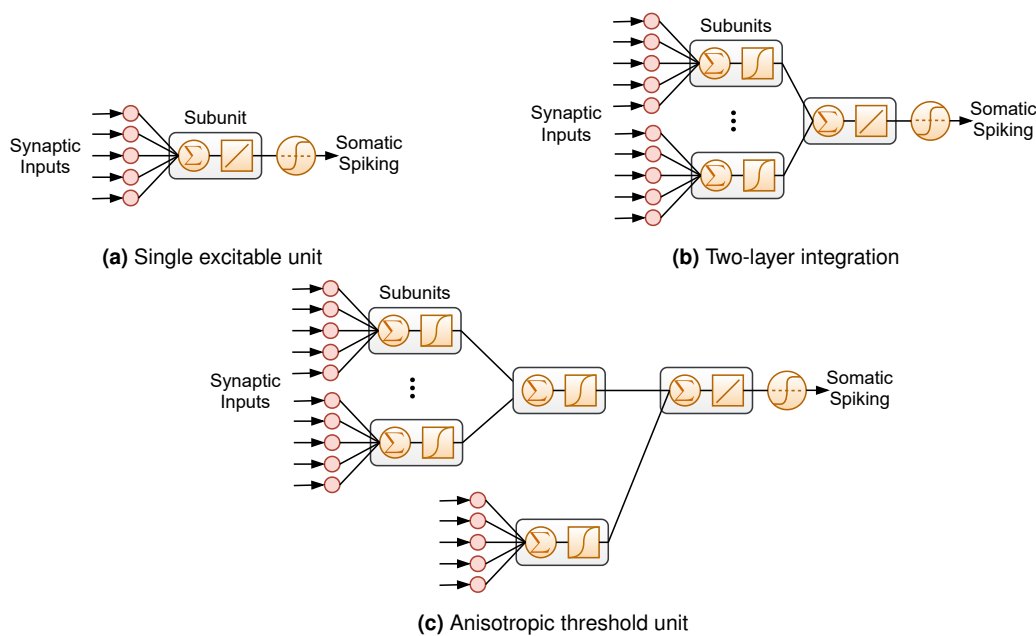 Synaptic
Inputs
Subunit
Σ
Somatic
Spiking
(a) Single excitable unit
Synaptic
Inputs
Subunits
Σ
Σ
Σ
Somatic
Spiking
(b) Two-layer integration
Synaptic
Inputs
Subunits
Σ
Σ
Σ
Σ
Σ
Somatic
Spiking
(c) Anisotropic threshold unit